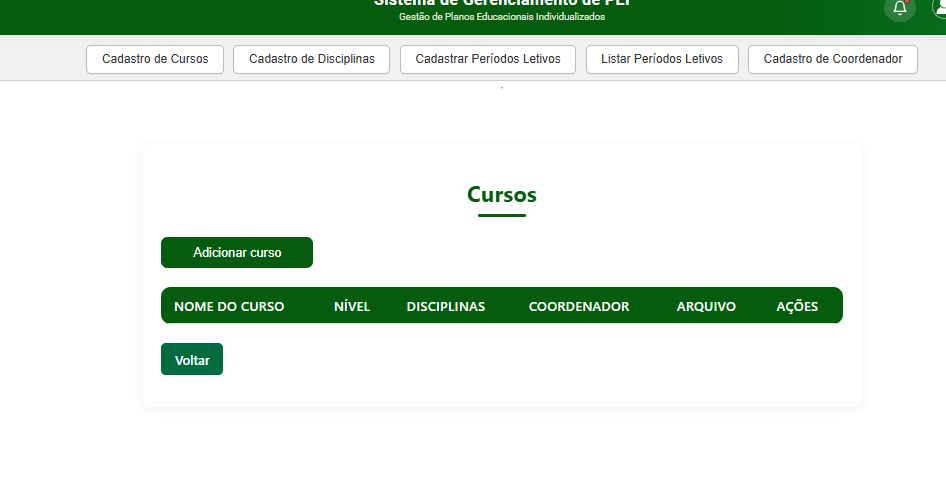 Sistema de Gerenciamento de PEI
Gestão de Planos Educacionais Individualizados
Cadastro de Cursos Cadastro de Disciplinas Cadastrar Períodos Letivos Listar Períodos Letivos Cadastro de Coordenador
Cursos
Adicionar curso
NOME DO CURSO NÍVEL DISCIPLINAS COORDENADOR ARQUIVO AÇÕES
Voltar